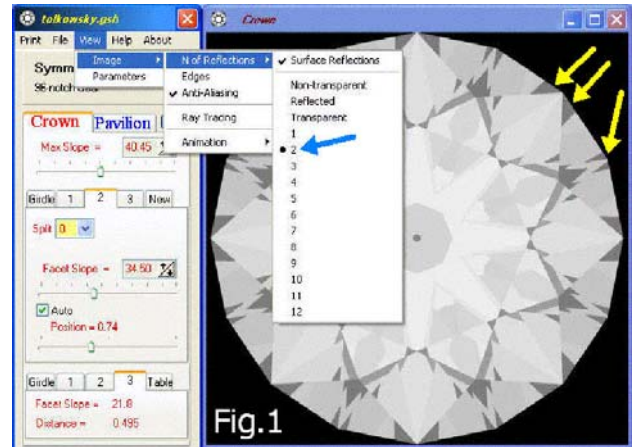 tolkowsky.gsh
Crown
Print File View Help About
Symm
96-notch
Image
Parameters
N of Reflections
Edges
Anti-Aliasing
Ray Tracing
Animation
Surface Reflections
Non-transparent
Reflected
Transparent
1
2
3
4
5
6
7
8
9
10
11
12
Crown Pavilion
Max Slope = 40.45
Girdle 1 2 3 New
Split 0
Facet Slope = 34.50
Auto
Position = 0.74
Girdle 1 2 3 Table
Facet Slope = 21.8
Distance = 0.495
Fig.1